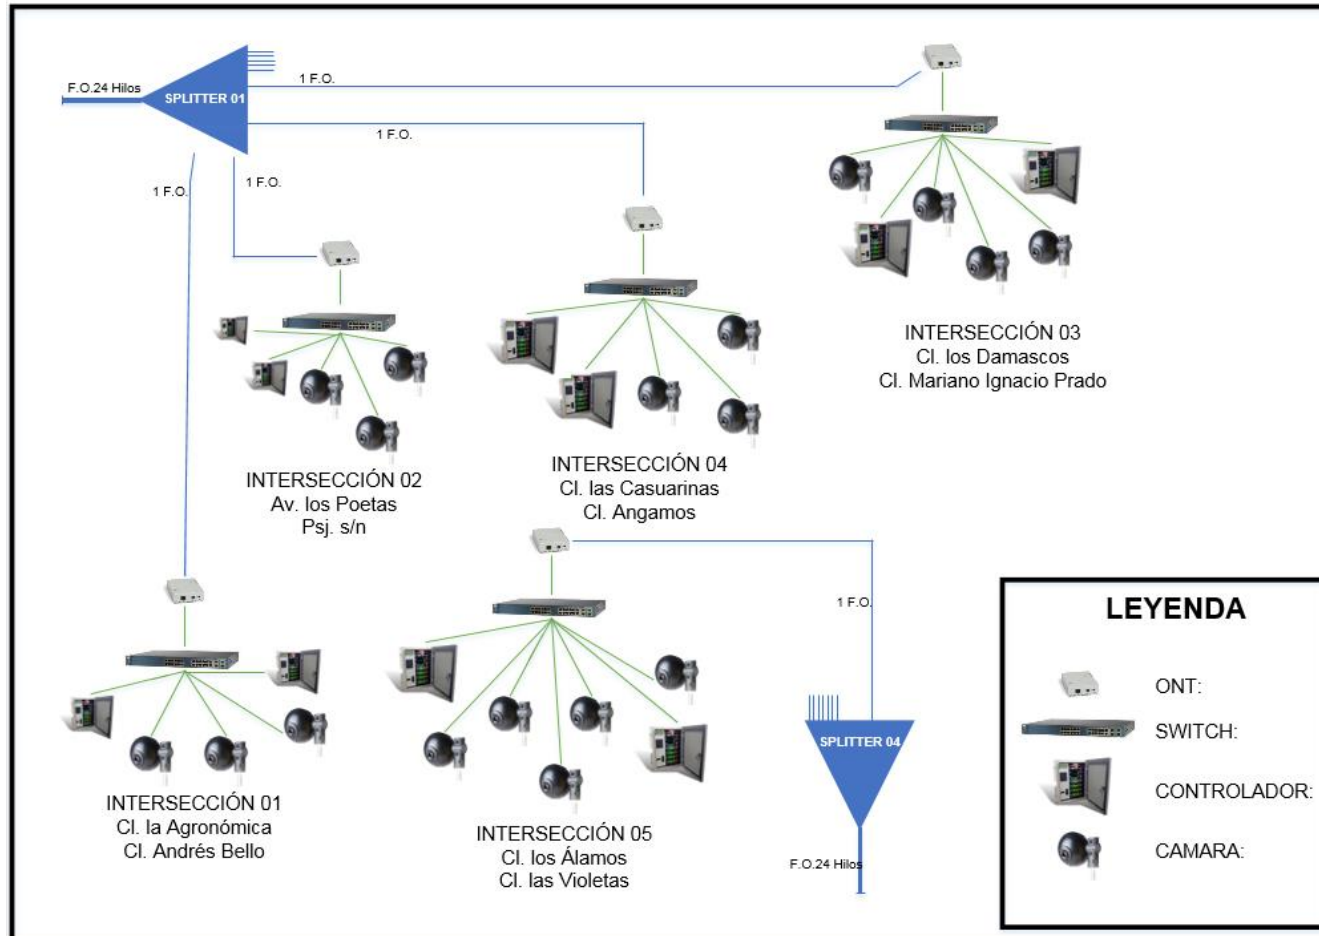 F.O.24 Hilos
SPLITTER 01
1 F.O.
1 F.O.
1 F.O.
1 F.O.
INTERSECCIÓN 03
Cl. los Damascos
Cl. Mariano Ignacio Prado
INTERSECCIÓN 02
Av. los Poetas
Psj. s/n
INTERSECCIÓN 04
Cl. las Casuarinas
Cl. Angamos
INTERSECCIÓN 01
Cl. la Agronómica
Cl. Andrés Bello
INTERSECCIÓN 05
Cl. los Álamos
Cl. las Violetas
1 F.O.
SPLITTER 04
F.O.24 Hilos
LEYENDA
ONT:
SWITCH:
CONTROLADOR:
CAMARA: